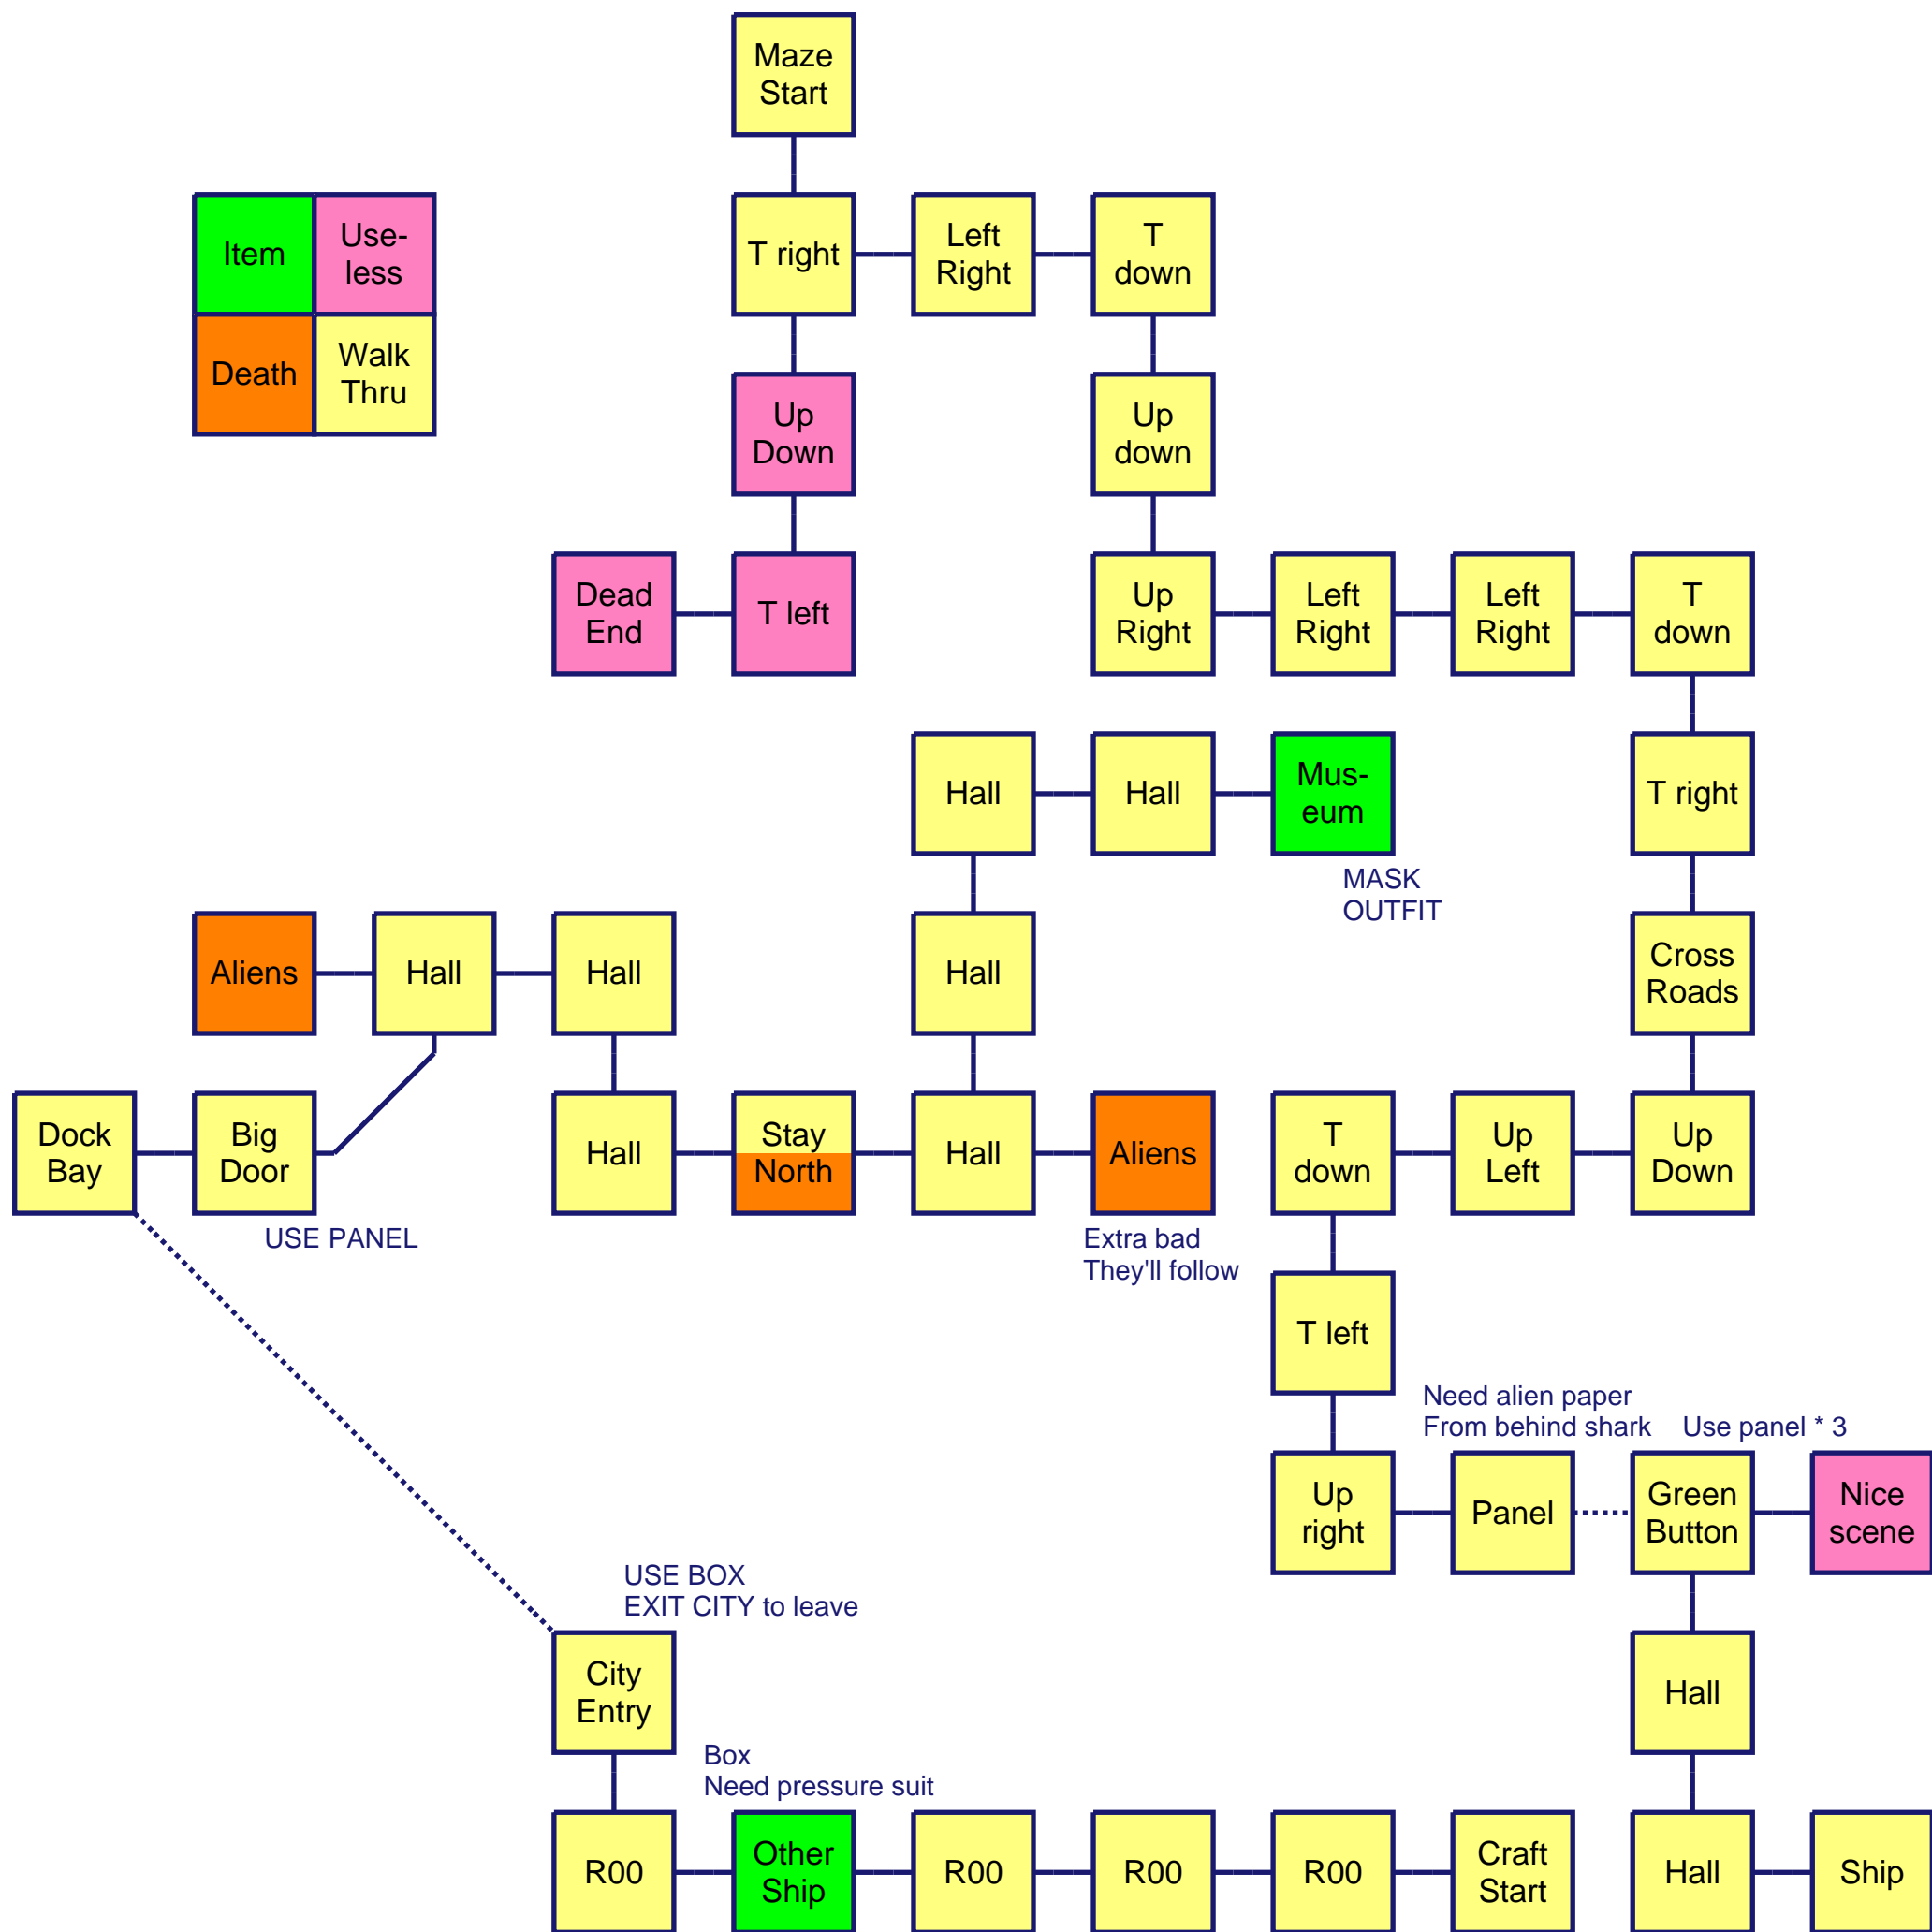 Maze
Start
Item
Use-
less
T right
Left
Right
T
down
Death
Walk
Thru
Up
Down
Up
down
Dead
End
T left
Up
Right
Left
Right
Left
Right
T
down
Hall
Hall
Mus-
eum
T right
MASK
OUTFIT
Aliens
Hall
Hall
Hall
Cross
Roads
Dock
Bay
Big
Door
Hall
Stay
North
Hall
Aliens
T
down
Up
Left
Up
Down
USE PANEL
Extra bad
They'll follow
T left
Need alien paper
From behind shark
Use panel * 3
Up
right
Panel
Green
Button
Nice
scene
USE BOX
EXIT CITY to leave
City
Entry
Hall
Box
Need pressure suit
R00
Other
Ship
R00
R00
R00
Craft
Start
Hall
Ship